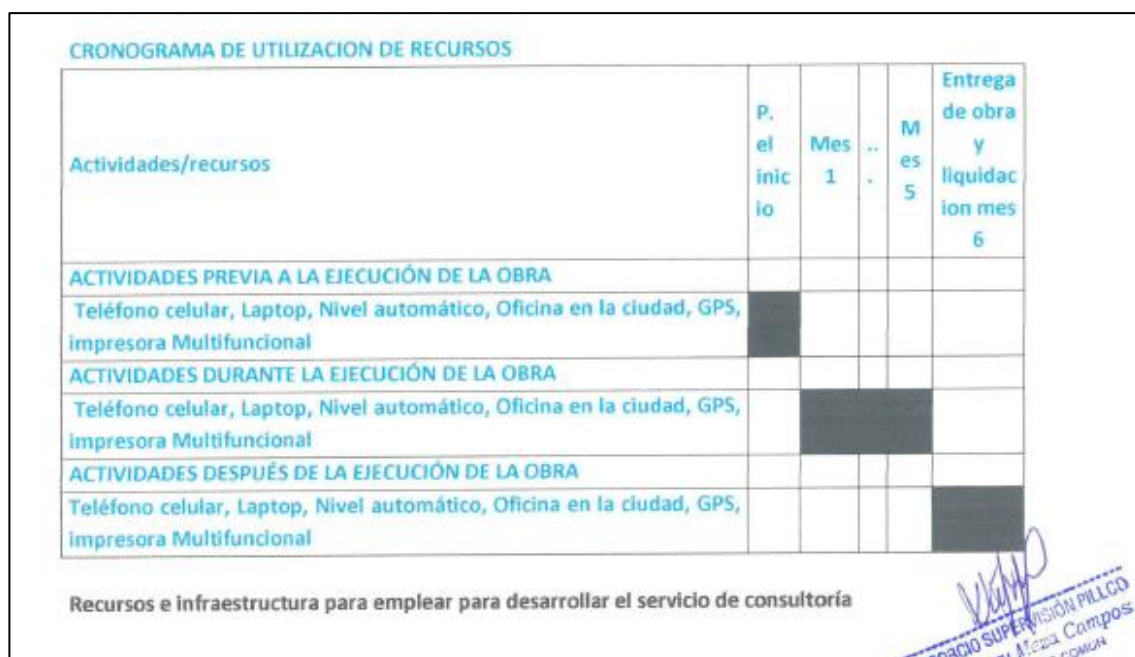 CRONOGRAMA DE UTILIZACION DE RECURSOS
Actividades/recursos
P.
el
inic
io
Mes
1
..
.
M
es
5
Entrega
de obra
y
liquidac
ion mes
6
ACTIVIDADES PREVIA A LA EJECUCIÓN DE LA OBRA
Teléfono celular, Laptop, Nivel automático, Oficina en la ciudad, GPS,
impresora Multifuncional
ACTIVIDADES DURANTE LA EJECUCIÓN DE LA OBRA
Teléfono celular, Laptop, Nivel automático, Oficina en la ciudad, GPS,
impresora Multifuncional
ACTIVIDADES DESPUÉS DE LA EJECUCIÓN DE LA OBRA
Teléfono celular, Laptop, Nivel automático, Oficina en la ciudad, GPS,
impresora Multifuncional
Recursos e infraestructura para emplear para desarrollar el servicio de consultoría
SUPERVISIÓN PILLCO
Meza Campos
COMUN